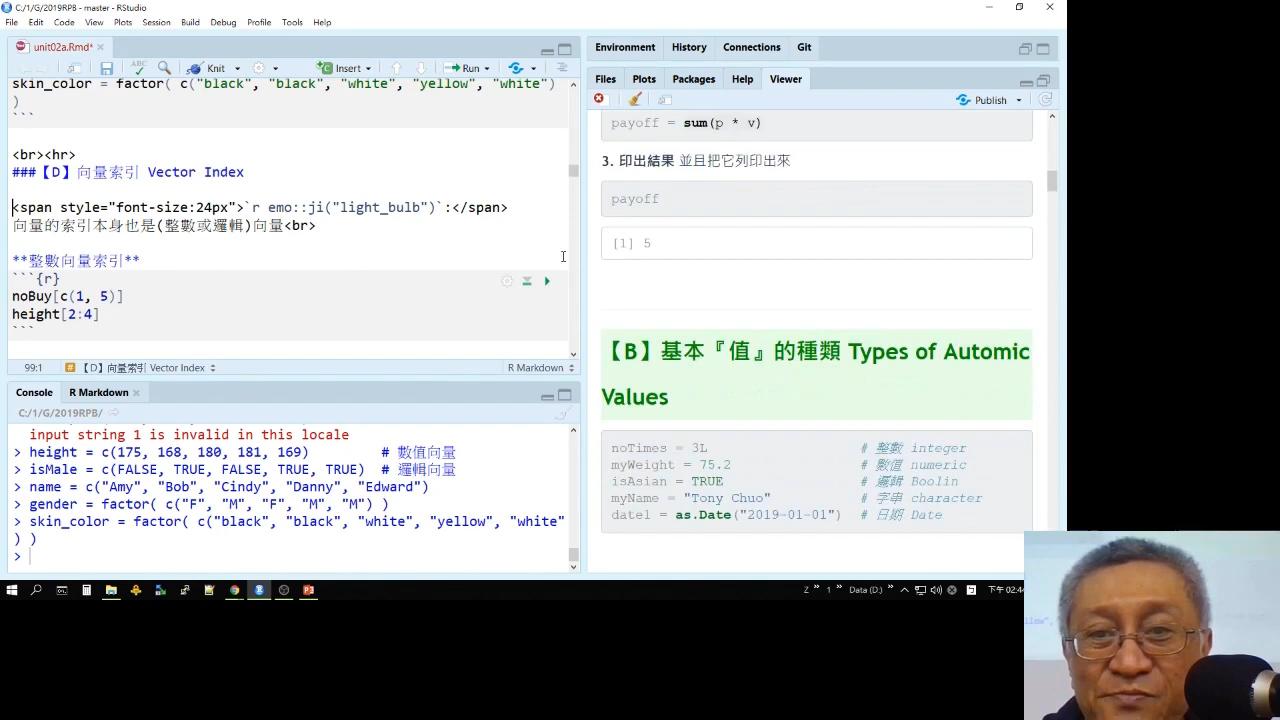 C:/1/G/2019RPB - master - RStudio
File Edit Code View Plots Session Build Debug Profile Tools Help
unit02a.Rmd*
ABC Knit Insert Run
skin_color = factor( c("black", "black", "white", "yellow", "white")
)
```
<br><hr>
###【D】向量索引 Vector Index
<span style="font-size:24px">`r emo::ji("light_bulb")`:</span>
向量的索引本身也是(整數或邏輯)向量<br>
**整數向量索引**
```{r}
noBuy[c(1, 5)]
height[2:4]
```
99:1 # 【D】向量索引 Vector Index R Markdown
Console R Markdown
C:/1/G/2019RPB/
input string 1 is invalid in this locale
> height = c(175, 168, 180, 181, 169) # 數值向量
> isMale = c(FALSE, TRUE, FALSE, TRUE, TRUE) # 邏輯向量
> name = c("Amy", "Bob", "Cindy", "Danny", "Edward")
> gender = factor( c("F", "M", "F", "M", "M") )
> skin_color = factor( c("black", "black", "white", "yellow", "white"
) )
>
Environment History Connections Git
Files Plots Packages Help Viewer
Publish
payoff = sum(p * v)
3. 印出結果 並且把它列印出來
payoff
[1] 5
【B】基本『值』的種類 Types of Automic
Values
noTimes = 3L # 整數 integer
myWeight = 75.2 # 數值 numeric
isAsian = TRUE # 邏輯 Boolin
myName = "Tony Chuo" # 字串 character
date1 = as.Date("2019-01-01") # 日期 Date
Z » 1 » Data (D:) » 下午 02:44